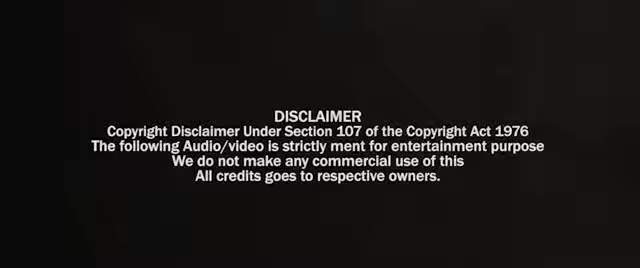 DISCLAIMER
Copyright Disclaimer Under Section 107 of the Copyright Act 1976
The following Audio/video is strictly ment for entertainment purpose
We do not make any commercial use of this
All credits goes to respective owners.